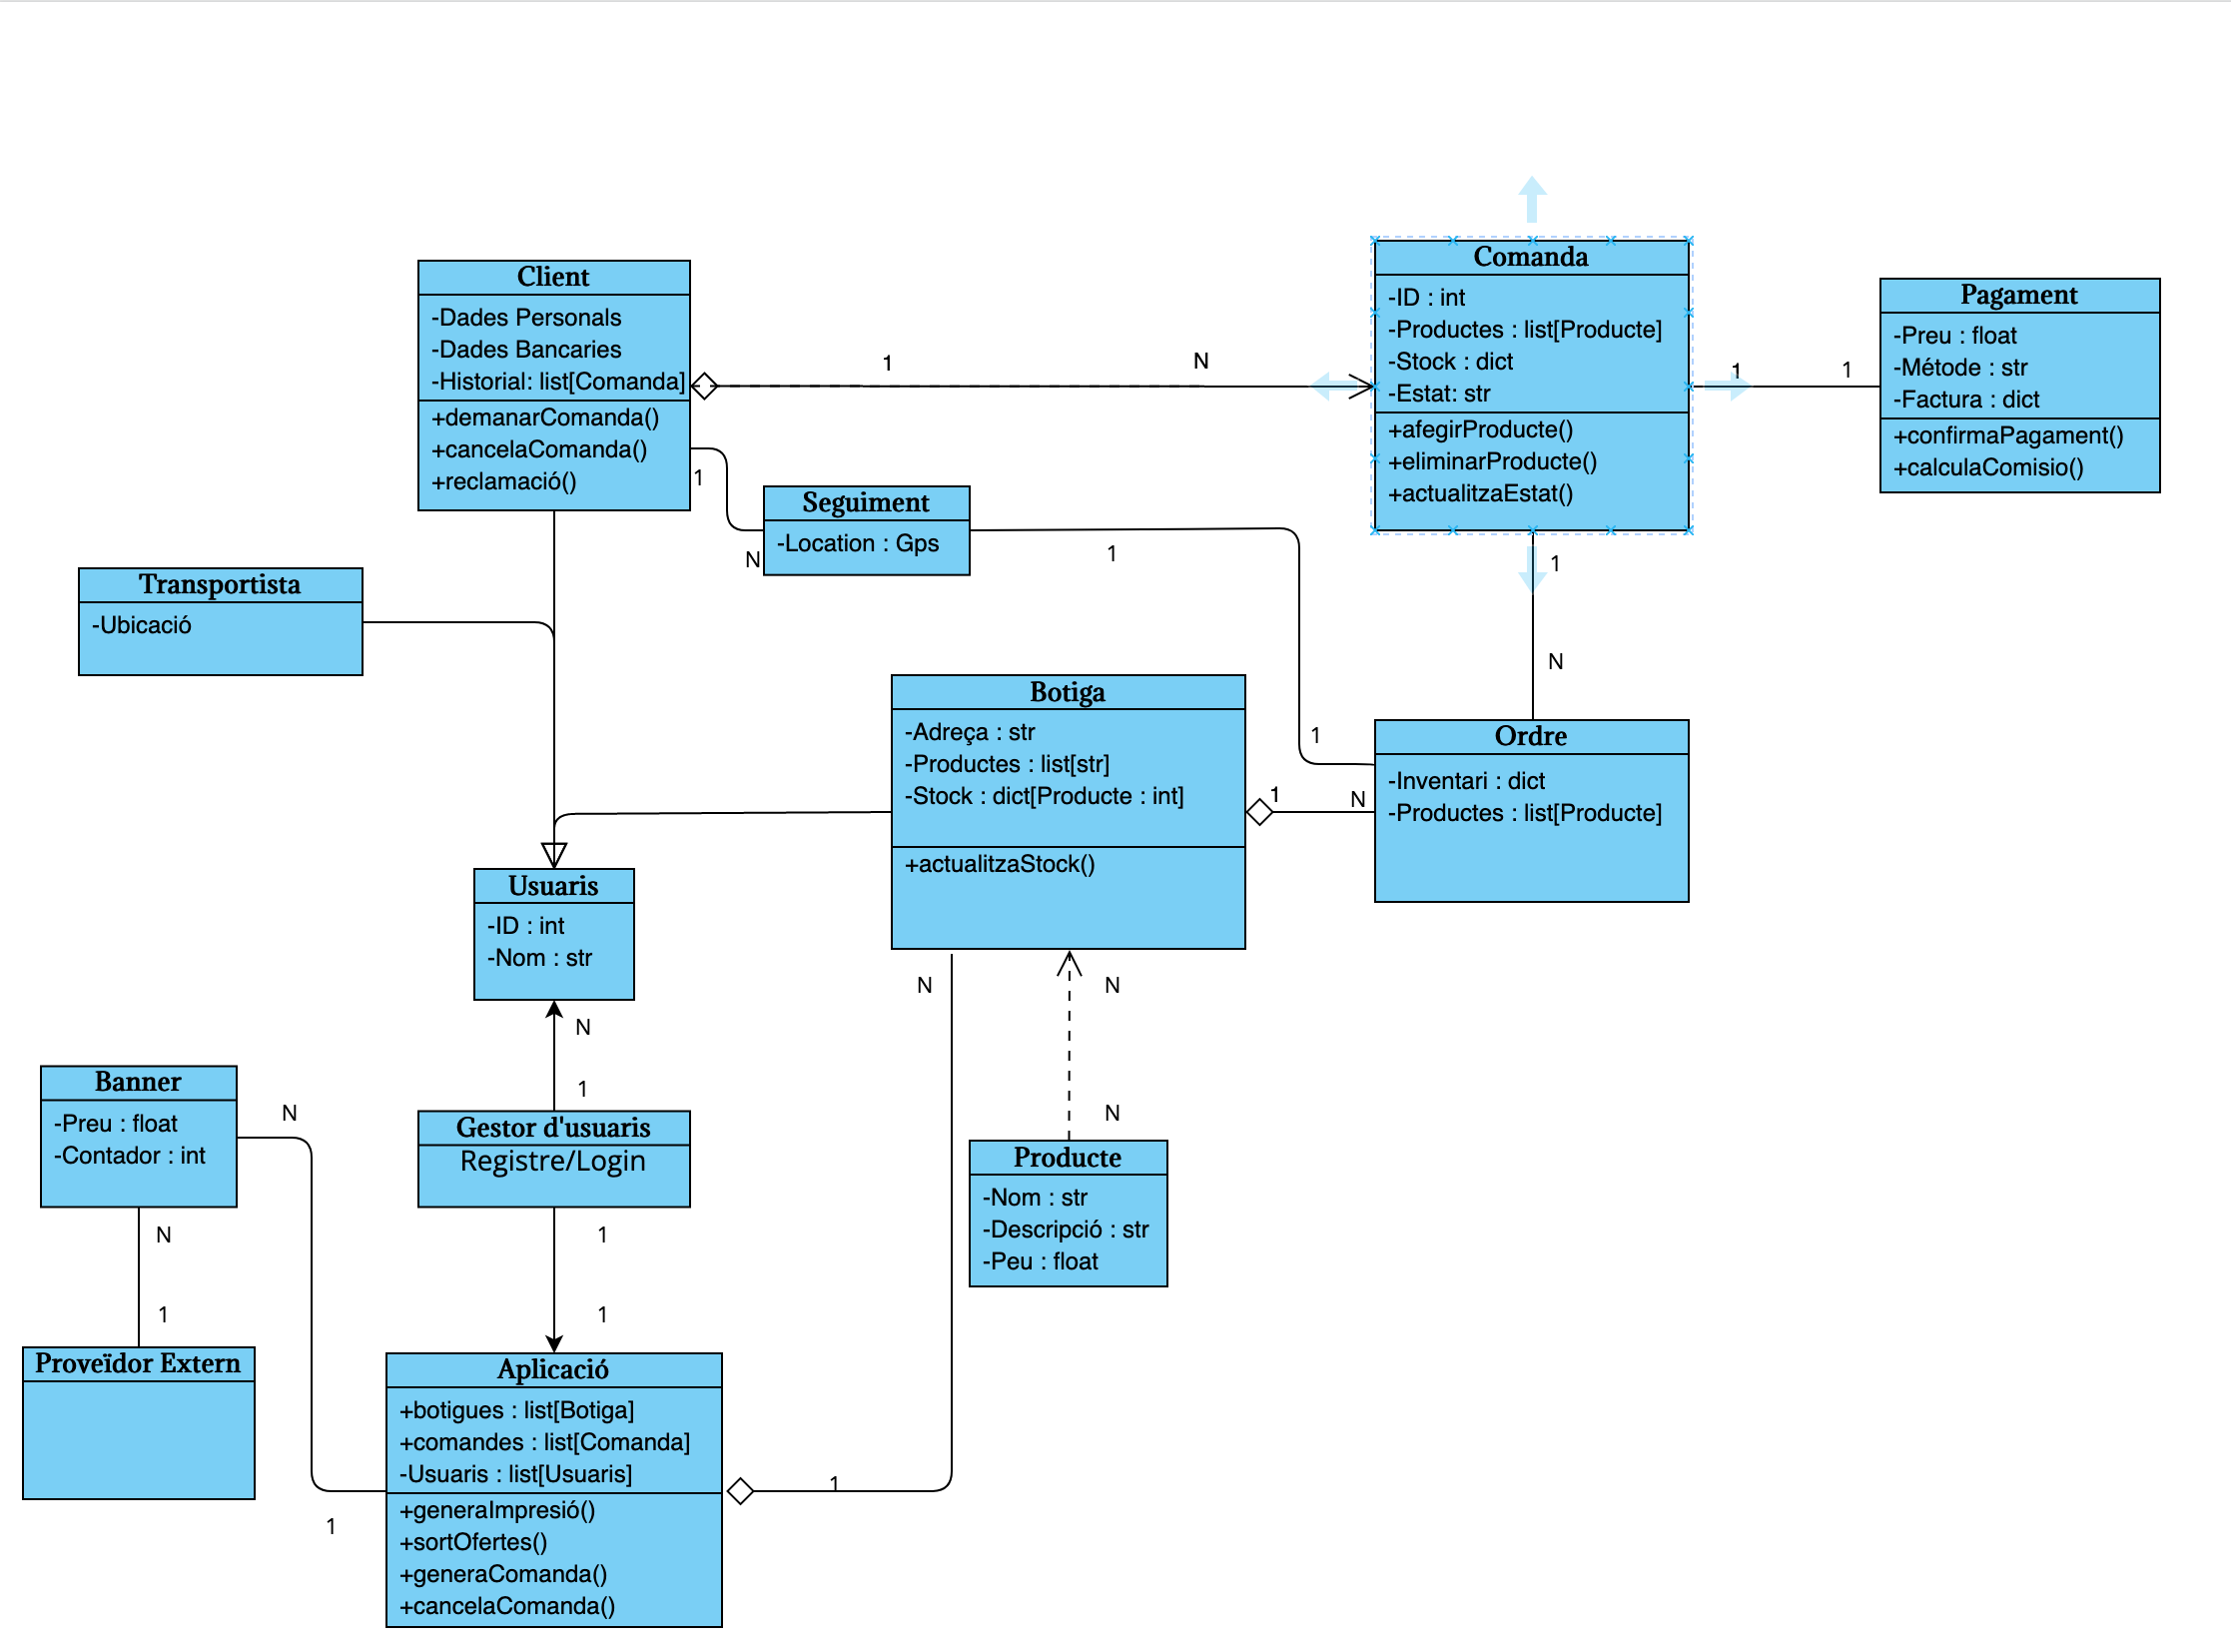 Client
-Dades Personals
-Dades Bancaries
-Historial: list[Comanda]
+demanarComanda()
+cancelaComanda()
+reclamació()
1
N
Comanda
-ID : int
-Productes : list[Producte]
-Stock : dict
-Estat: str
+afegirProducte()
+eliminarProducte()
+actualitzaEstat()
1
1
Pagament
-Preu : float
-Métode : str
-Factura : dict
+confirmaPagament()
+calculaComisio()
1
N
Seguiment
-Location : Gps
1
1
1
N
Transportista
-Ubicació
Botiga
-Adreça : str
-Productes : list[str]
-Stock : dict[Producte : int]
+actualitzaStock()
1
N
Ordre
-Inventari : dict
-Productes : list[Producte]
Usuaris
-ID : int
-Nom : str
N
1
N
N
N
Banner
-Preu : float
-Contador : int
N
Gestor d'usuaris
Registre/Login
Producte
-Nom : str
-Descripció : str
-Peu : float
N
1
1
1
Proveïdor Extern
Aplicació
+botigues : list[Botiga]
+comandes : list[Comanda]
-Usuaris : list[Usuaris]
+generaImpresió()
+sortOfertes()
+generaComanda()
+cancelaComanda()
1
1